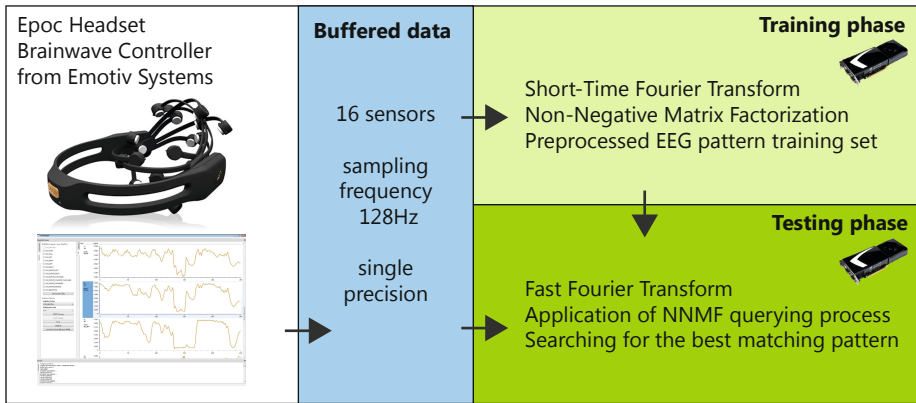 Epoc Headset
Brainwave Controller
from Emotiv Systems
Buffered data
16 sensors
sampling
frequency
128Hz
single
precision
Training phase
Short-Time Fourier Transform
Non-Negative Matrix Factorization
Preprocessed EEG pattern training set
Testing phase
Fast Fourier Transform
Application of NNMF querying process
Searching for the best matching pattern